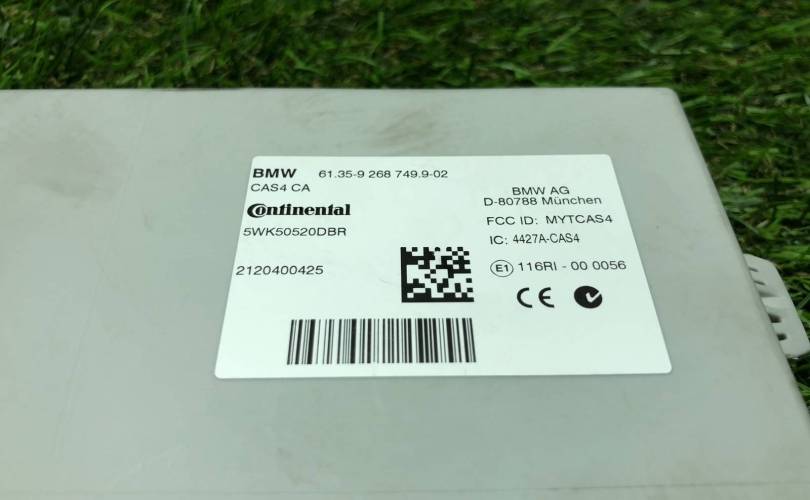 BMW 61.35-9 268 749.9-02
CAS4 CA
Continental
5WK50520DBR
2120400425
BMW AG
D-80788 München
FCC ID: MYTCAS4
IC: 4427A-CAS4
E1 116RI - 00 0056
CE